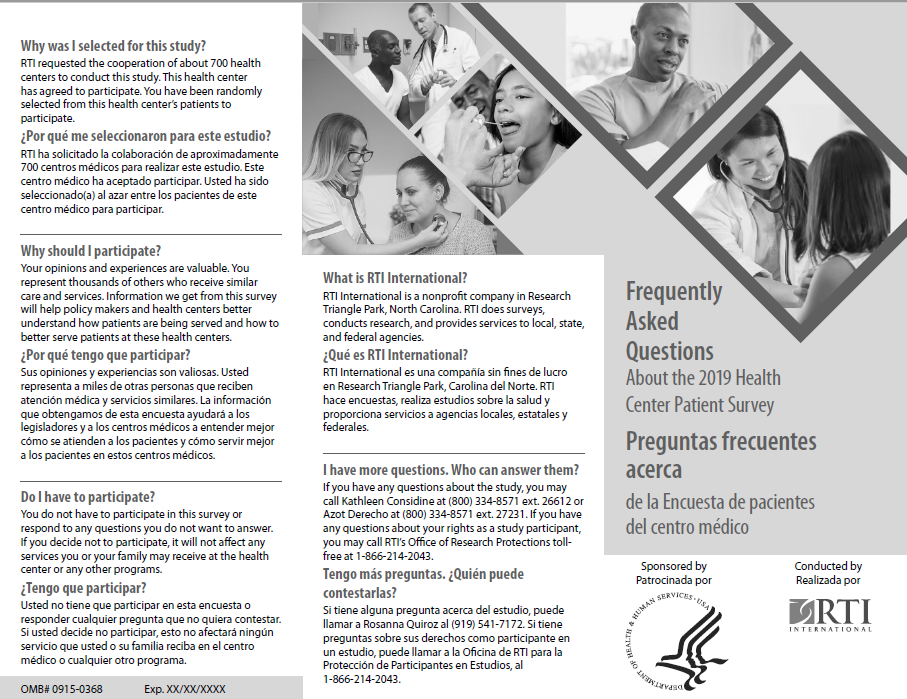 Why was I selected for this study?
RTI requested the cooperation of about 700 health
centers to conduct this study. This health center
has agreed to participate. You have been randomly
selected from this health center's patients to
participate.
¿Por qué me seleccionaron para este estudio?
RTI ha solicitado la colaboración de aproximadamente
700 centros médicos para realizar este estudio. Este
centro médico ha aceptado participar. Usted ha sido
seleccionado(a) al azar entre los pacientes de este
centro médico para participar.
Why should I participate?
Your opinions and experiences are valuable. You
represent thousands of others who receive similar
care and services. Information we get from this survey
will help policy makers and health centers better
understand how patients are being served and how to
better serve patients at these health centers.
¿Por qué tengo que participar?
Sus opiniones y experiencias son valiosas. Usted
representa a miles de otras personas que reciben
atención médica y servicios similares. La información
que obtengamos de esta encuesta ayudará a los
legisladores y a los centros médicos a entender mejor
cómo se atienden a los pacientes y cómo servir mejor
a los pacientes en estos centros médicos.
Do I have to participate?
You do not have to participate in this survey or
respond to any questions you do not want to answer.
If you decide not to participate, it will not affect any
services you or your family may receive at the health
center or any other programs.
¿Tengo que participar?
Usted no tiene que participar en esta encuesta o
responder cualquier pregunta que no quiera contestar.
Si usted decide no participar, esto no afectará ningún
servicio que usted o su familia reciba en el centro
médico o cualquier otro programa.
OMB# 0915-0368 Exp. XX/XX/XXXX
What is RTI International?
RTI International is a nonprofit company in Research
Triangle Park, North Carolina. RTI does surveys,
conducts research, and provides services to local, state,
and federal agencies.
¿Qué es RTI International?
RTI International es una compañía sin fines de lucro
en Research Triangle Park, Carolina del Norte. RTI
hace encuestas, realiza estudios sobre la salud y
proporciona servicios a agencias locales, estatales y
federales.
I have more questions. Who can answer them?
If you have any questions about the study, you may
call Kathleen Considine at (800) 334-8571 ext. 26612 or
Azot Derecho at (800) 334-8571 ext. 27231. If you have
any questions about your rights as a study participant,
you may call RTI's Office of Research Protections toll-
free at 1-866-214-2043.
Tengo más preguntas. ¿Quién puede
contestarlas?
Si tiene alguna pregunta acerca del estudio, puede
llamar a Rosanna Quiroz al (919) 541-7172. Si tiene
preguntas sobre sus derechos como participante en
un estudio, puede llamar a la Oficina de RTI para la
Protección de Participantes en Estudios, al
1-866-214-2043.
Frequently
Asked
Questions
About the 2019 Health
Center Patient Survey
Preguntas frecuentes
acerca
de la Encuesta de pacientes
del centro médico
Sponsored by
Patrocinada por
DEPARTMENT OF HEALTH & HUMAN SERVICES • USA
Conducted by
Realizada por
RTI
INTERNATIONAL